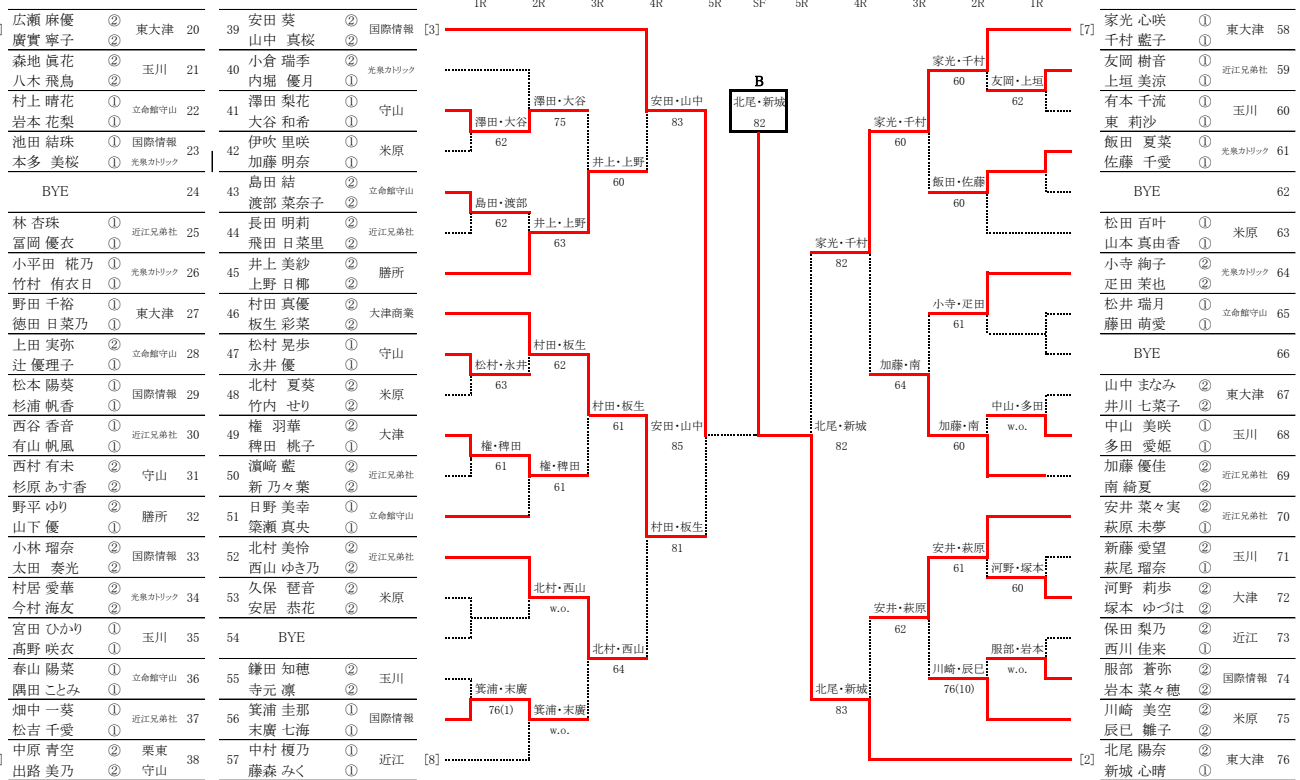 1R 2R 3R 4R 5R SF 5R 4R 3R 2R 1R
広瀬 麻優 ② 東大津 20
廣實 寧子 ②
森地 眞花 ② 玉川 21
八木 飛鳥 ②
村上 晴花 ① 立命館守山 22
岩本 花梨 ①
池田 結珠 ① 国際情報 23
本多 美桜 ① 光泉カトリック
BYE 24
林 杏珠 ① 近江兄弟社 25
冨岡 優衣 ①
小平田 椛乃 ① 光泉カトリック 26
竹村 侑衣日 ①
野田 千裕 ① 東大津 27
徳田 日菜乃 ①
上田 実弥 ② 立命館守山 28
辻 優理子 ①
松本 陽葵 ① 国際情報 29
杉浦 帆香 ①
西谷 香音 ① 近江兄弟社 30
有山 帆風 ①
西村 有未 ② 守山 31
杉原 あす香 ②
野平 ゆり ② 膳所 32
山下 優 ①
小林 瑠奈 ② 国際情報 33
太田 奏光 ②
村居 愛華 ② 光泉カトリック 34
今村 海友 ②
宮田 ひかり ① 玉川 35
髙野 咲衣 ①
春山 陽菜 ① 立命館守山 36
隅田 ことみ ①
畑中 一葵 ① 近江兄弟社 37
松吉 千愛 ①
中原 青空 ② 栗東 38
出路 美乃 ② 守山
39 安田 葵 ② 国際情報 [3]
山中 真桜 ②
40 小倉 瑞季 ② 光泉カトリック
内堀 優月 ①
41 澤田 梨花 ① 守山
大谷 和希 ①
42 伊吹 里咲 ① 米原
加藤 明奈 ①
43 島田 結 ② 立命館守山
渡部 菜奈子 ②
44 長田 明莉 ② 近江兄弟社
飛田 日菜里 ②
45 井上 美紗 ② 膳所
上野 日椰 ②
46 村田 真優 ② 大津商業
板生 彩菜 ②
47 松村 晃歩 ① 守山
永井 優 ①
48 北村 夏葵 ② 米原
竹内 せり ②
49 権 羽華 ② 大津
稗田 桃子 ①
50 濵﨑 藍 ② 近江兄弟社
新 乃々葉 ②
51 日野 美幸 ① 立命館守山
簗瀬 真央 ①
52 北村 美怜 ② 近江兄弟社
西山 ゆき乃 ②
53 久保 琶音 ② 米原
安居 恭花 ②
54 BYE
55 鎌田 知穂 ② 玉川
寺元 凛 ②
56 箕浦 圭那 ① 国際情報
末廣 七海 ①
57 中村 榎乃 ① 近江 [8]
藤森 みく ①
澤田・大谷
62
島田・渡部
62
松村・永井
63
権・稗田
61
箕浦・末廣
76(1)
澤田・大谷
75
井上・上野
63
村田・板生
62
権・稗田
61
北村・西山
w.o.
箕浦・末廣
w.o.
井上・上野
60
村田・板生
61
北村・西山
64
安田・山中
83
村田・板生
81
安田・山中
85
B
北尾・新城
82
北尾・新城
82
家光・千村
82
北尾・新城
83
家光・千村
60
加藤・南
64
安井・萩原
62
家光・千村
60
飯田・佐藤
60
小寺・疋田
61
加藤・南
60
安井・萩原
61
川崎・辰巳
76(10)
友岡・上垣
62
中山・多田
w.o.
河野・塚本
60
服部・岩本
w.o.
[7] 家光 心咲 ① 東大津 58
千村 藍子 ①
友岡 樹音 ① 近江兄弟社 59
上垣 美涼 ①
有本 千流 ① 玉川 60
東 莉沙 ①
飯田 夏菜 ① 光泉カトリック 61
佐藤 千愛 ①
BYE 62
松田 百叶 ① 米原 63
山本 真由香 ①
小寺 絢子 ② 光泉カトリック 64
疋田 茉也 ②
松井 瑞月 ① 立命館守山 65
藤田 萌愛 ①
BYE 66
山中 まなみ ② 東大津 67
井川 七菜子 ②
中山 美咲 ① 玉川 68
多田 愛姫 ①
加藤 優佳 ② 近江兄弟社 69
南 綺夏 ②
安井 菜々実 ② 近江兄弟社 70
萩原 未夢 ①
新藤 愛望 ② 玉川 71
萩尾 瑠奈 ①
河野 莉歩 ② 大津 72
塚本 ゆづは ②
保田 梨乃 ② 近江 73
西川 佳来 ①
服部 蒼弥 ② 国際情報 74
岩本 菜々穂 ②
川崎 美空 ② 米原 75
辰巳 雛子 ②
[2] 北尾 陽奈 ② 東大津 76
新城 心晴 ①